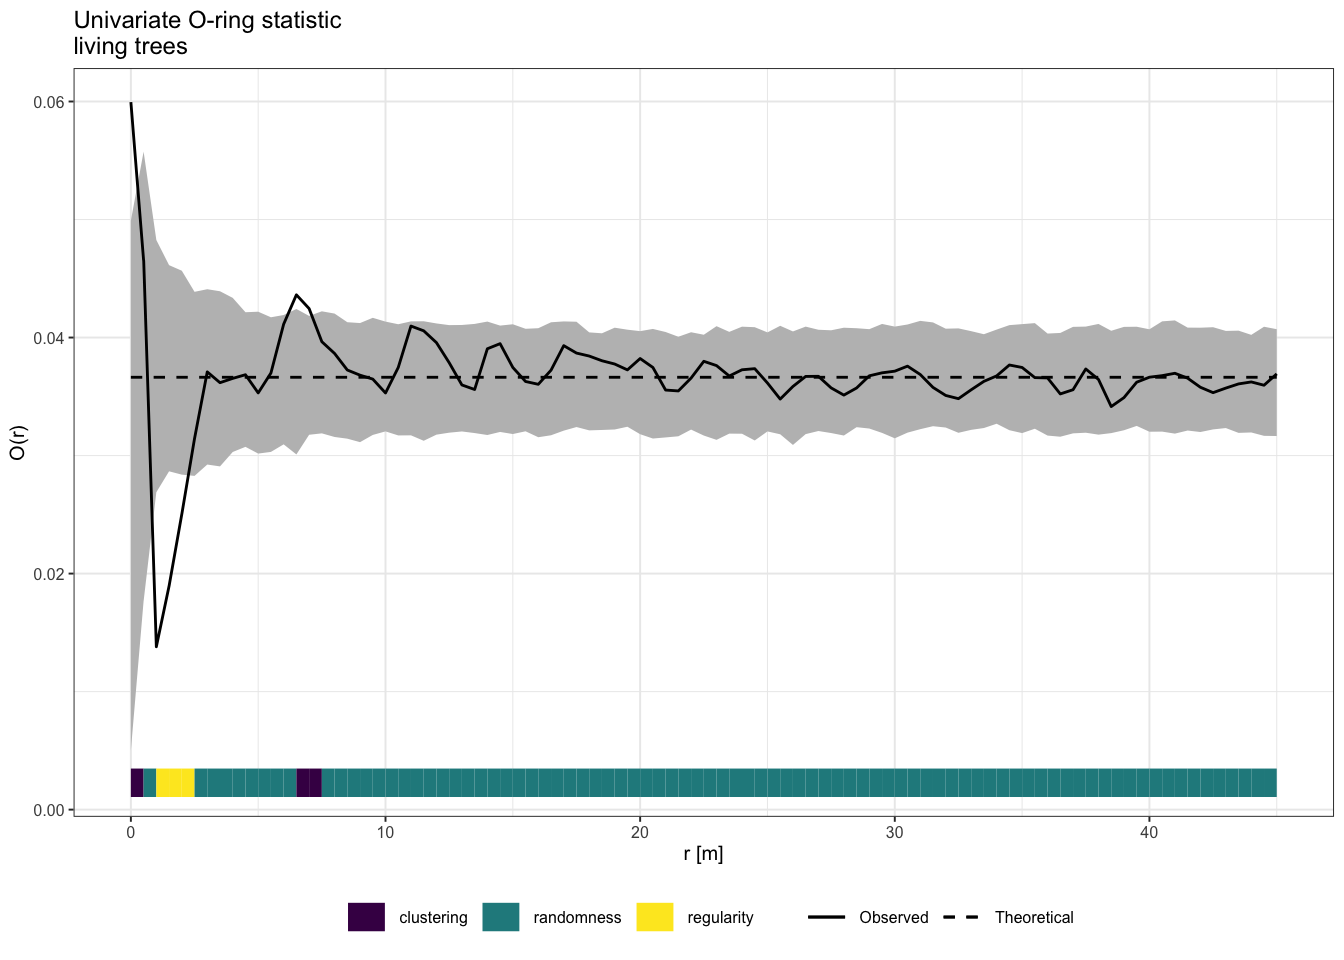 Univariate O-ring statistic
living trees
0.06
0.04
0.02
0.00
O(r)
0 10 20 30 40
r [m]
clustering randomness regularity Observed Theoretical